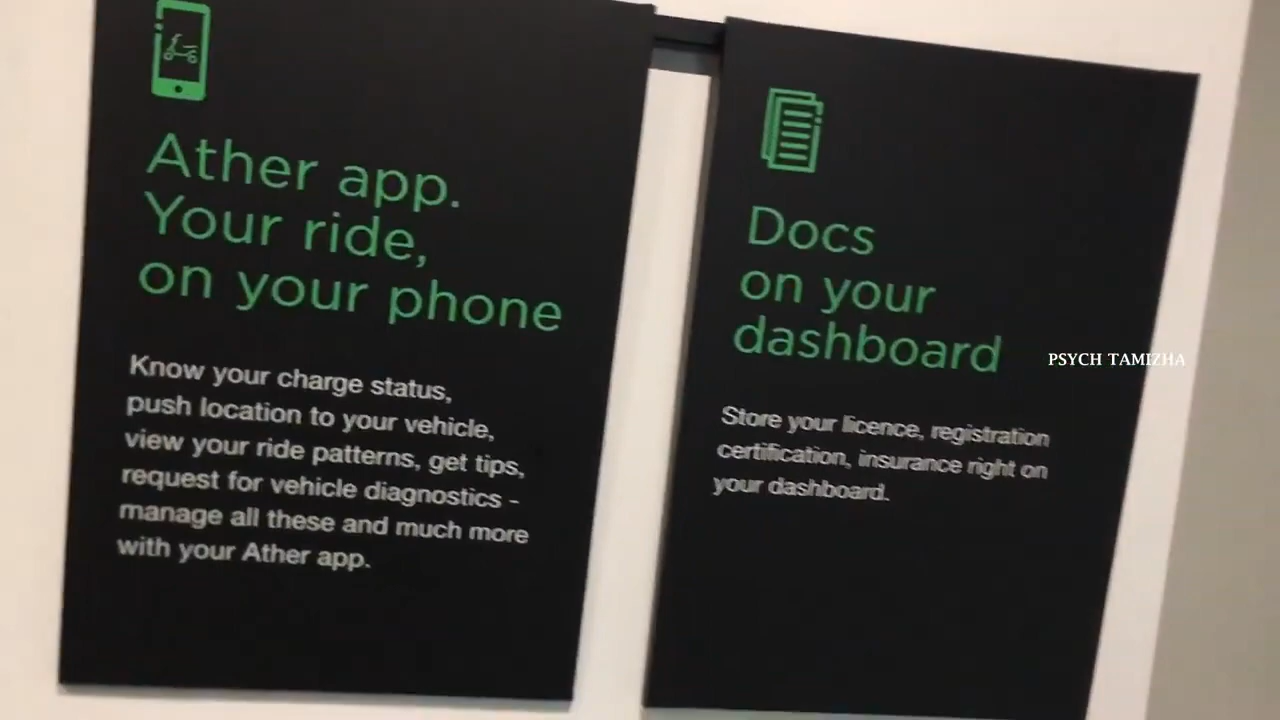 Ather app.
Your ride,
on your phone
Know your charge status,
push location to your vehicle,
view your ride patterns, get tips,
request for vehicle diagnostics -
manage all these and much more
with your Ather app.
Docs
on your
dashboard
Store your licence, registration
certification, insurance right on
your dashboard.
PSYCH TAMIZHA